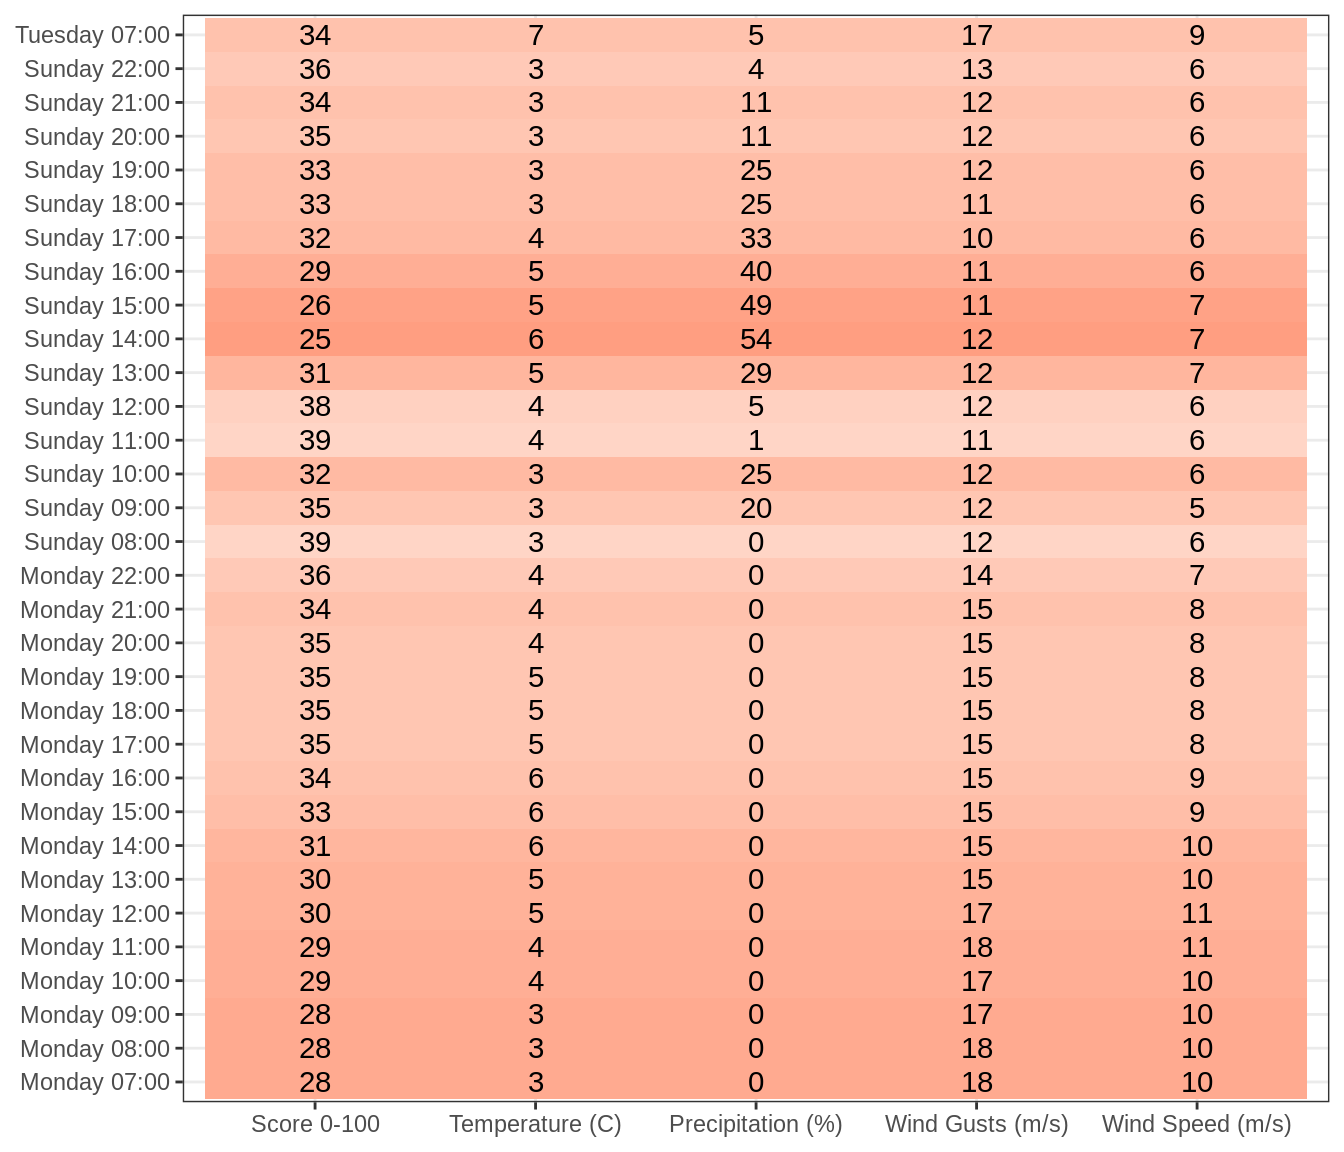 Tuesday 07:00 34 7 5 17 9
Sunday 22:00 36 3 4 13 6
Sunday 21:00 34 3 11 12 6
Sunday 20:00 35 3 11 12 6
Sunday 19:00 33 3 25 12 6
Sunday 18:00 33 3 25 11 6
Sunday 17:00 32 4 33 10 6
Sunday 16:00 29 5 40 11 6
Sunday 15:00 26 5 49 11 7
Sunday 14:00 25 6 54 12 7
Sunday 13:00 31 5 29 12 7
Sunday 12:00 38 4 5 12 6
Sunday 11:00 39 4 1 11 6
Sunday 10:00 32 3 25 12 6
Sunday 09:00 35 3 20 12 5
Sunday 08:00 39 3 0 12 6
Monday 22:00 36 4 0 14 7
Monday 21:00 34 4 0 15 8
Monday 20:00 35 4 0 15 8
Monday 19:00 35 5 0 15 8
Monday 18:00 35 5 0 15 8
Monday 17:00 35 5 0 15 8
Monday 16:00 34 6 0 15 9
Monday 15:00 33 6 0 15 9
Monday 14:00 31 6 0 15 10
Monday 13:00 30 5 0 15 10
Monday 12:00 30 5 0 17 11
Monday 11:00 29 4 0 18 11
Monday 10:00 29 4 0 17 10
Monday 09:00 28 3 0 17 10
Monday 08:00 28 3 0 18 10
Monday 07:00 28 3 0 18 10
Score 0-100 Temperature (C) Precipitation (%) Wind Gusts (m/s) Wind Speed (m/s)